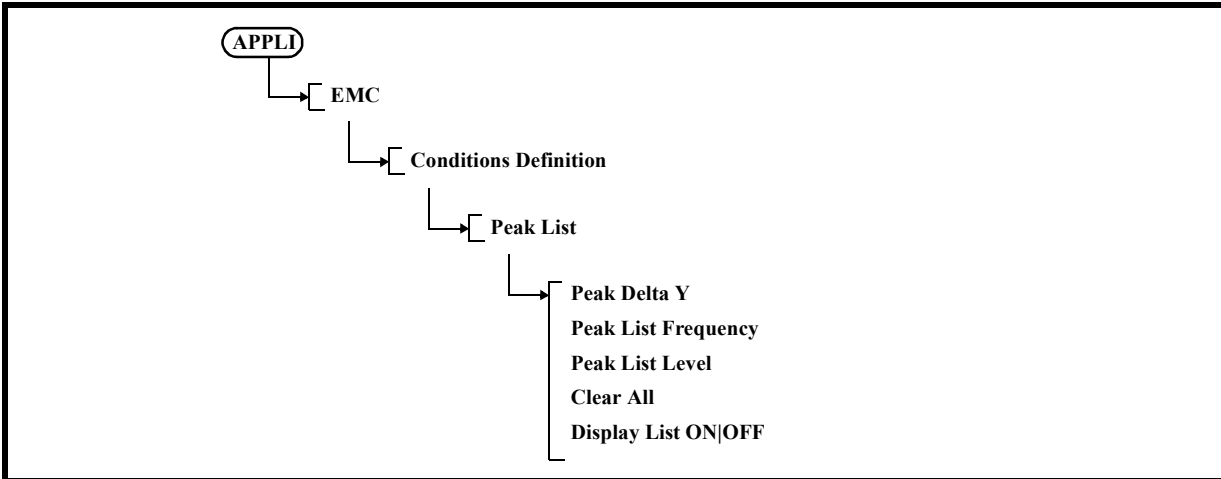 APPLI
EMC
Conditions Definition
Peak List
Peak Delta Y
Peak List Frequency
Peak List Level
Clear All
Display List ON|OFF